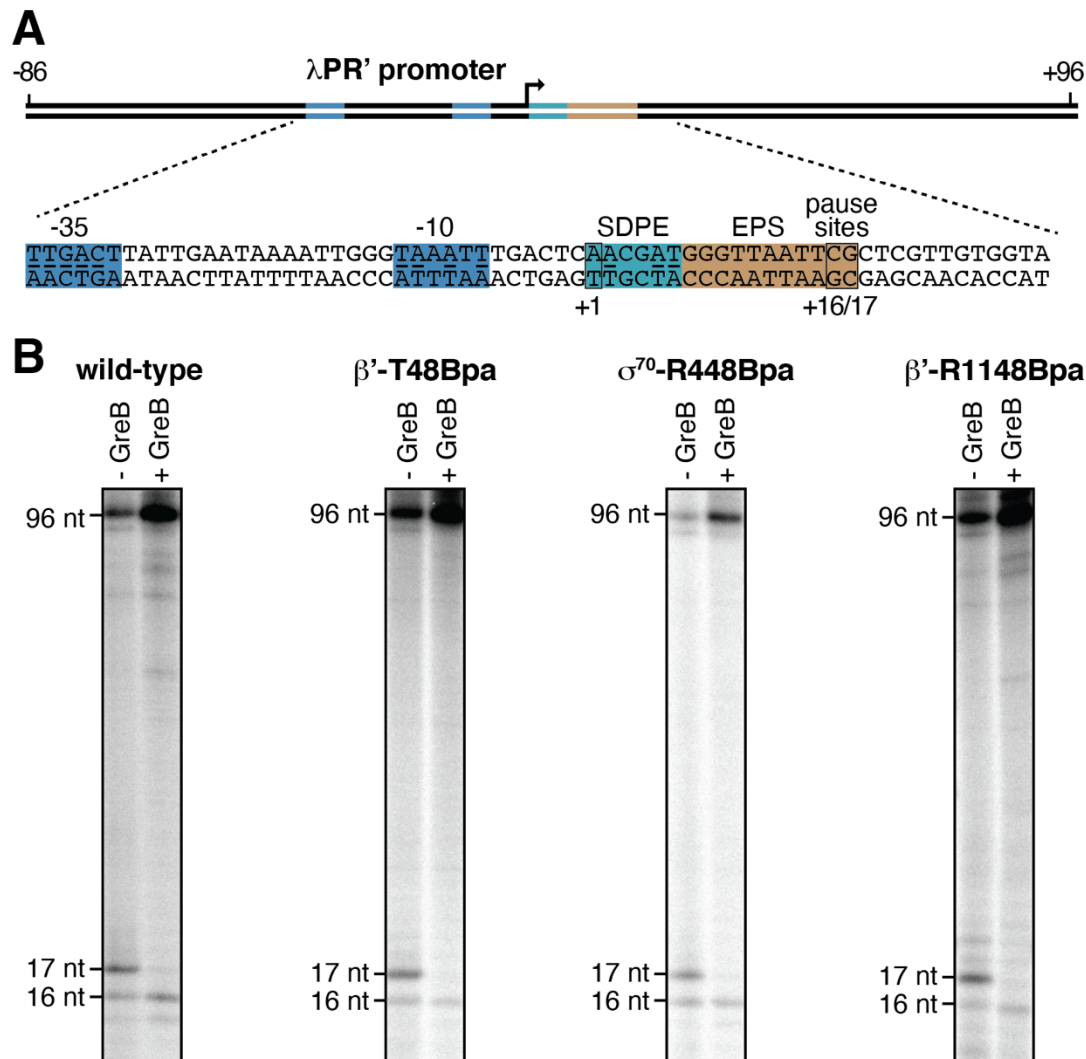 A
λPR' promoter
-86
+96
-35
-10
SDPE
EPS
pause
sites
TTGACTTATTGAATAAAATTGGGTAAATTTGACTCAACGATGGGTTAATTCGCTCGTTGTGGTA
AACTGAATAACTTATTTTAACCCATTTAAACTGAGTTGCTACCCAATTAAGCGAGCAACACCAT
+1
+16/17
B
wild-type
- GreB
+ GreB
96 nt
17 nt
16 nt
β'-T48Bpa
- GreB
+ GreB
96 nt
17 nt
16 nt
σ⁷⁰-R448Bpa
- GreB
+ GreB
96 nt
17 nt
16 nt
β'-R1148Bpa
- GreB
+ GreB
96 nt
17 nt
16 nt